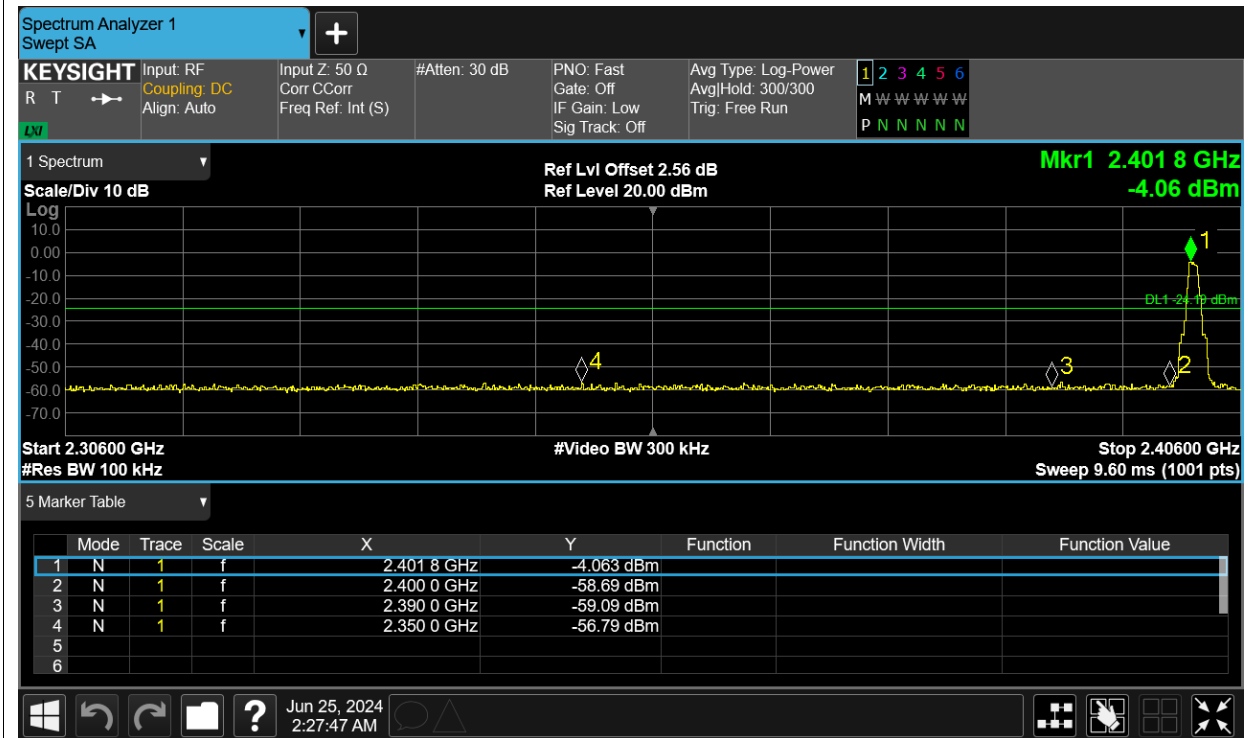 Spectrum Analyzer 1
Swept SA
KEYSIGHT Input: RF Input Z: 50 Ω #Atten: 30 dB PNO: Fast Avg Type: Log-Power 1 2 3 4 5 6
R T Coupling: DC Corr CCorr Gate: Off Avg|Hold: 300/300 M W W W W W
Align: Auto Freq Ref: Int (S) IF Gain: Low Trig: Free Run
LXI Sig Track: Off P N N N N N
1 Spectrum
Ref Lvl Offset 2.56 dB Mkr1 2.401 8 GHz
Scale/Div 10 dB Ref Level 20.00 dBm -4.06 dBm
Log
10.0
0.00
-10.0
-20.0
-30.0
-40.0
-50.0
-60.0
-70.0
1
DL1 -24.19 dBm
4
3
2
Start 2.30600 GHz #Video BW 300 kHz Stop 2.40600 GHz
#Res BW 100 kHz Sweep 9.60 ms (1001 pts)
5 Marker Table
Mode Trace Scale X Y Function Function Width Function Value
1 N 1 f 2.401 8 GHz -4.063 dBm
2 N 1 f 2.400 0 GHz -58.69 dBm
3 N 1 f 2.390 0 GHz -59.09 dBm
4 N 1 f 2.350 0 GHz -56.79 dBm
5
6
? Jun 25, 2024
2:27:47 AM